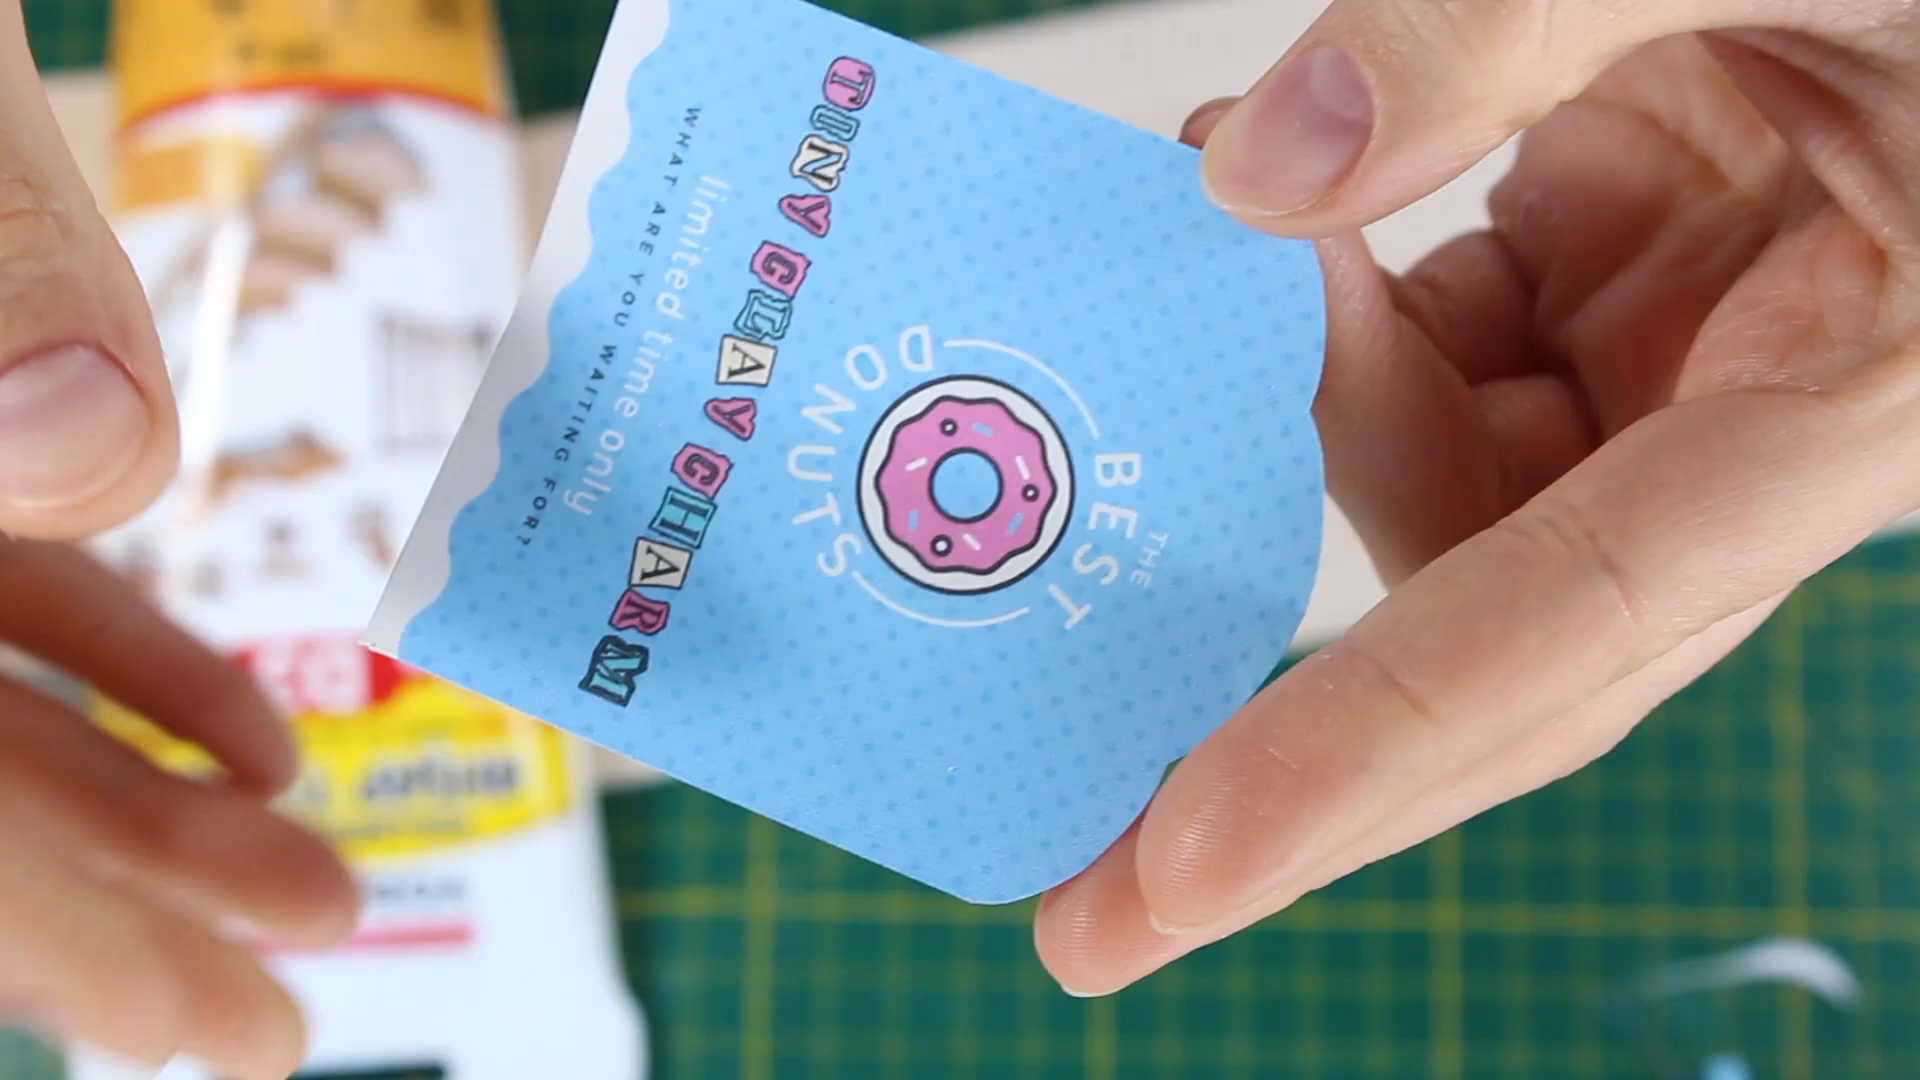 THE
BEST
DONUTS
TINY CLAY CHARM
limited time only
WHAT ARE YOU WAITING FOR?